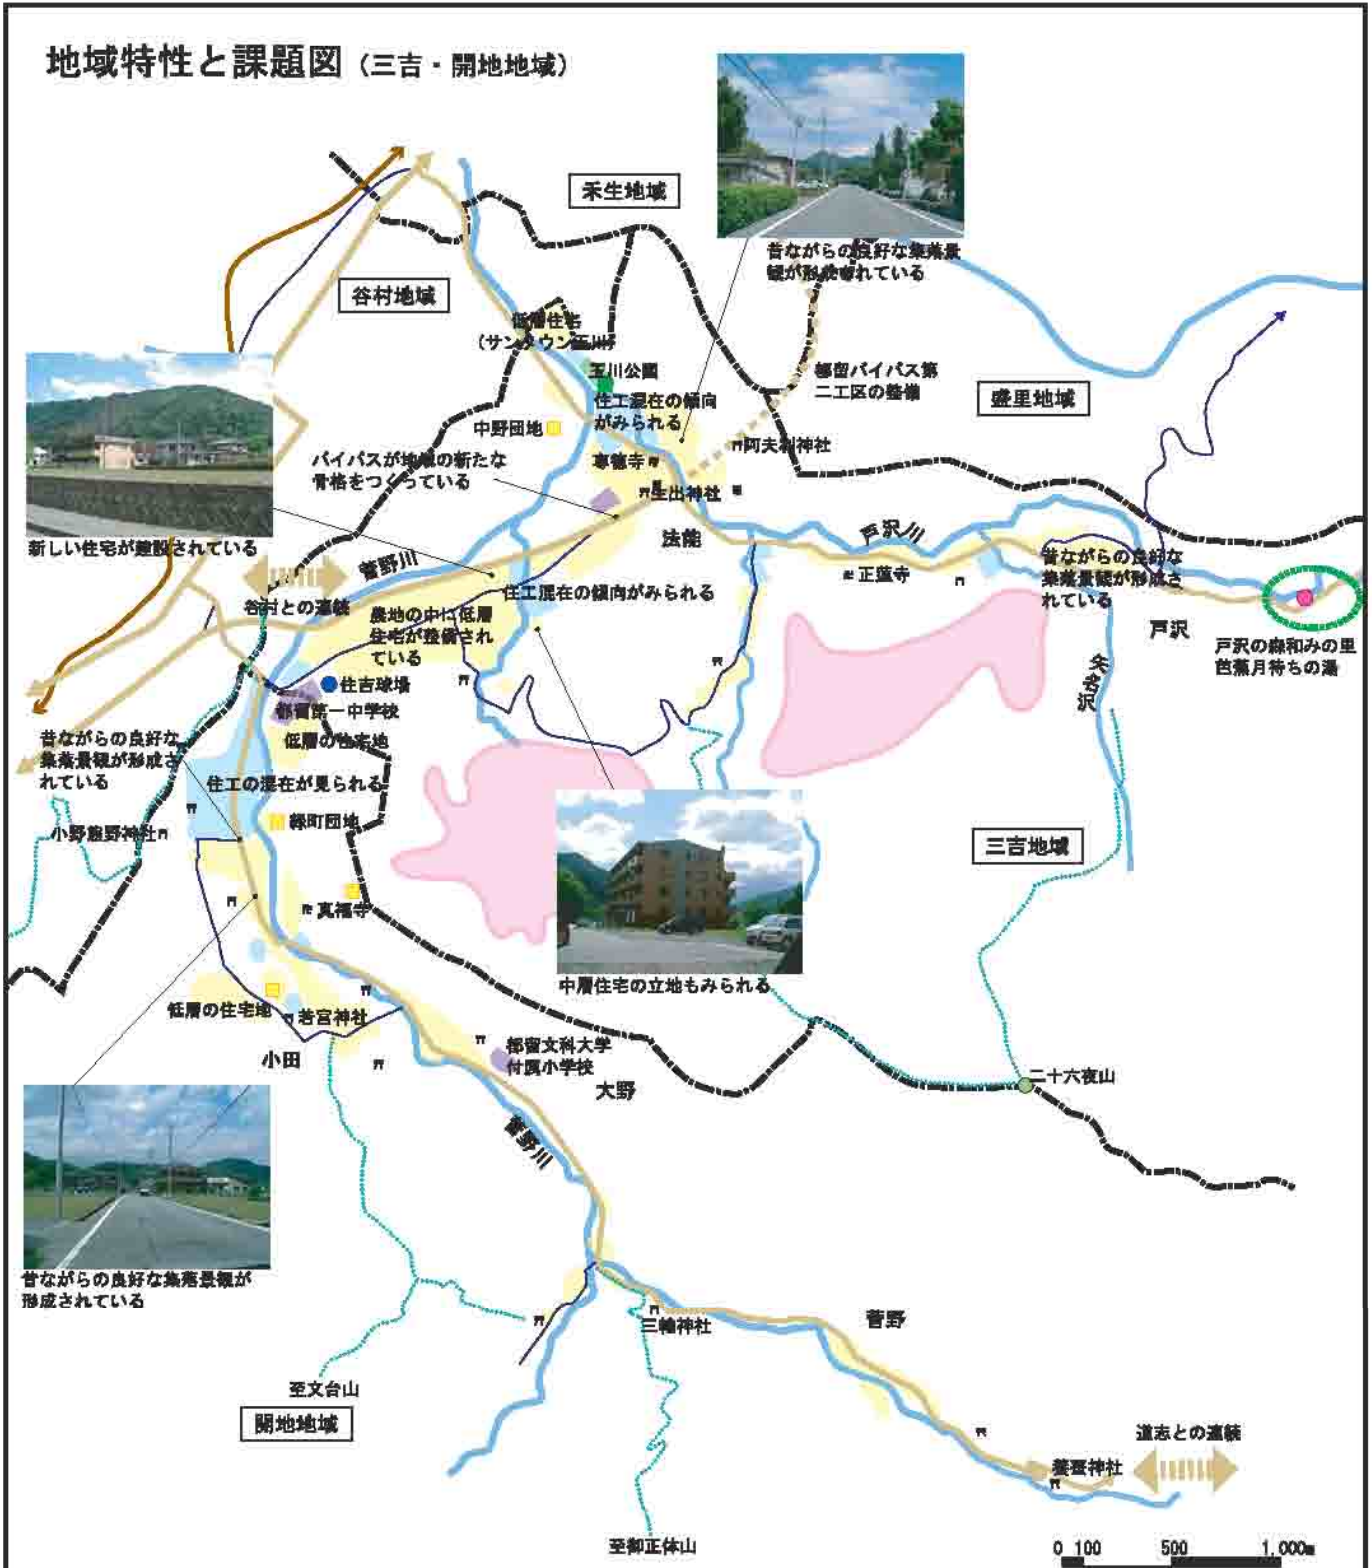 地域特性と課題図（三吉・開地地域）
禾生地域
昔ながらの良好な集落景
観が形成されている
谷村地域
低層住宅
（サンタウン玉川）
玉川公園
都留バイパス第
二工区の整備
盛里地域
住工混在の傾向
がみられる
中野団地
阿夫利神社
バイパスが地域の新たな
骨格をつくっている
専徳寺
生出神社
新しい住宅が建設されている
菅野川
法能
戸沢川
正蓮寺
昔ながらの良好な
集落景観が形成さ
れている
谷村との連続
住工混在の傾向がみられる
農地の中に低層
住宅が整備され
ている
戸沢
戸沢の森和みの里
芭蕉月待ちの湯
住吉球場
都留第一中学校
昔ながらの良好な
集落景観が形成さ
れている
低層の住宅地
住工の混在が見られる
緑町団地
小野熊野神社
三吉地域
真福寺
中層住宅の立地もみられる
低層の住宅地
若宮神社
小田
都留文科大学
付属小学校
大野
二十六夜山
菅野川
昔ながらの良好な集落景観が
形成されている
三輪神社
菅野
至文台山
開地地域
道志との連続
養蚕神社
至御正体山
0 100 500 1,000m